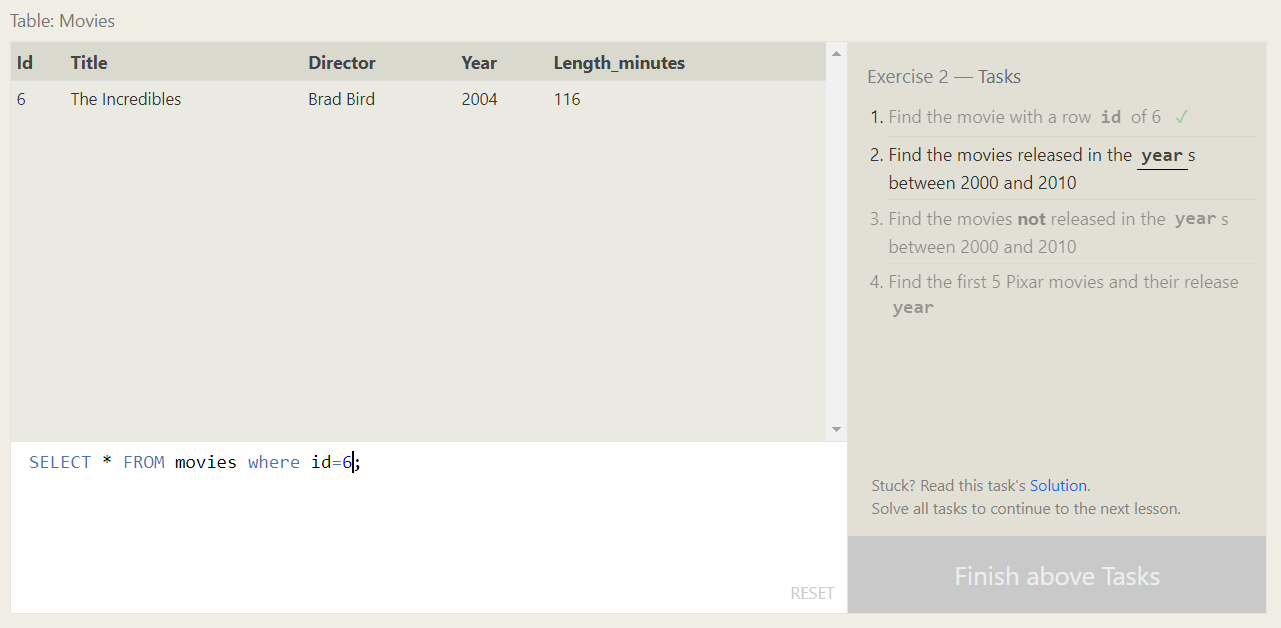 Table: Movies
Id Title Director Year Length_minutes
6 The Incredibles Brad Bird 2004 116
SELECT * FROM movies where id=6;
RESET
Exercise 2 — Tasks
1. Find the movie with a row id of 6 ✓
2. Find the movies released in the year s
between 2000 and 2010
3. Find the movies not released in the year s
between 2000 and 2010
4. Find the first 5 Pixar movies and their release
year
Stuck? Read this task's Solution.
Solve all tasks to continue to the next lesson.
Finish above Tasks